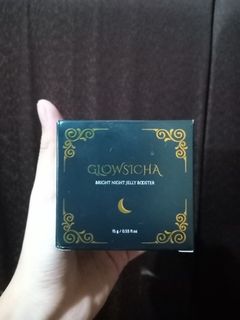 GLOWSICHA
BRIGHT NIGHT JELLY BOOSTER
15 g / 0.53 fl.oz